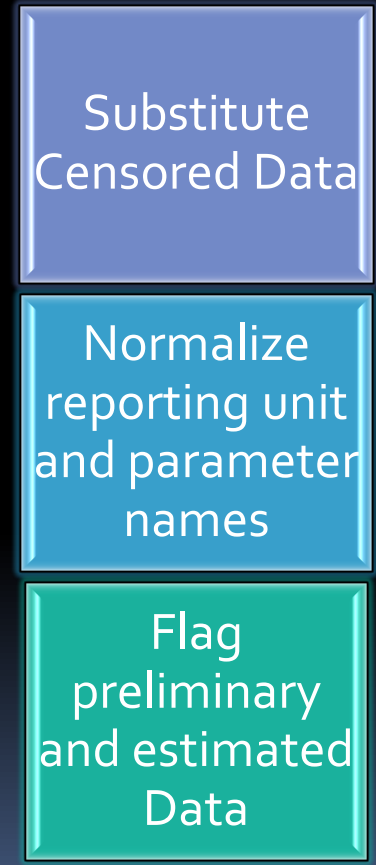 Substitute
Censored Data
Normalize
reporting unit
and parameter
names
Flag
preliminary
and estimated
Data